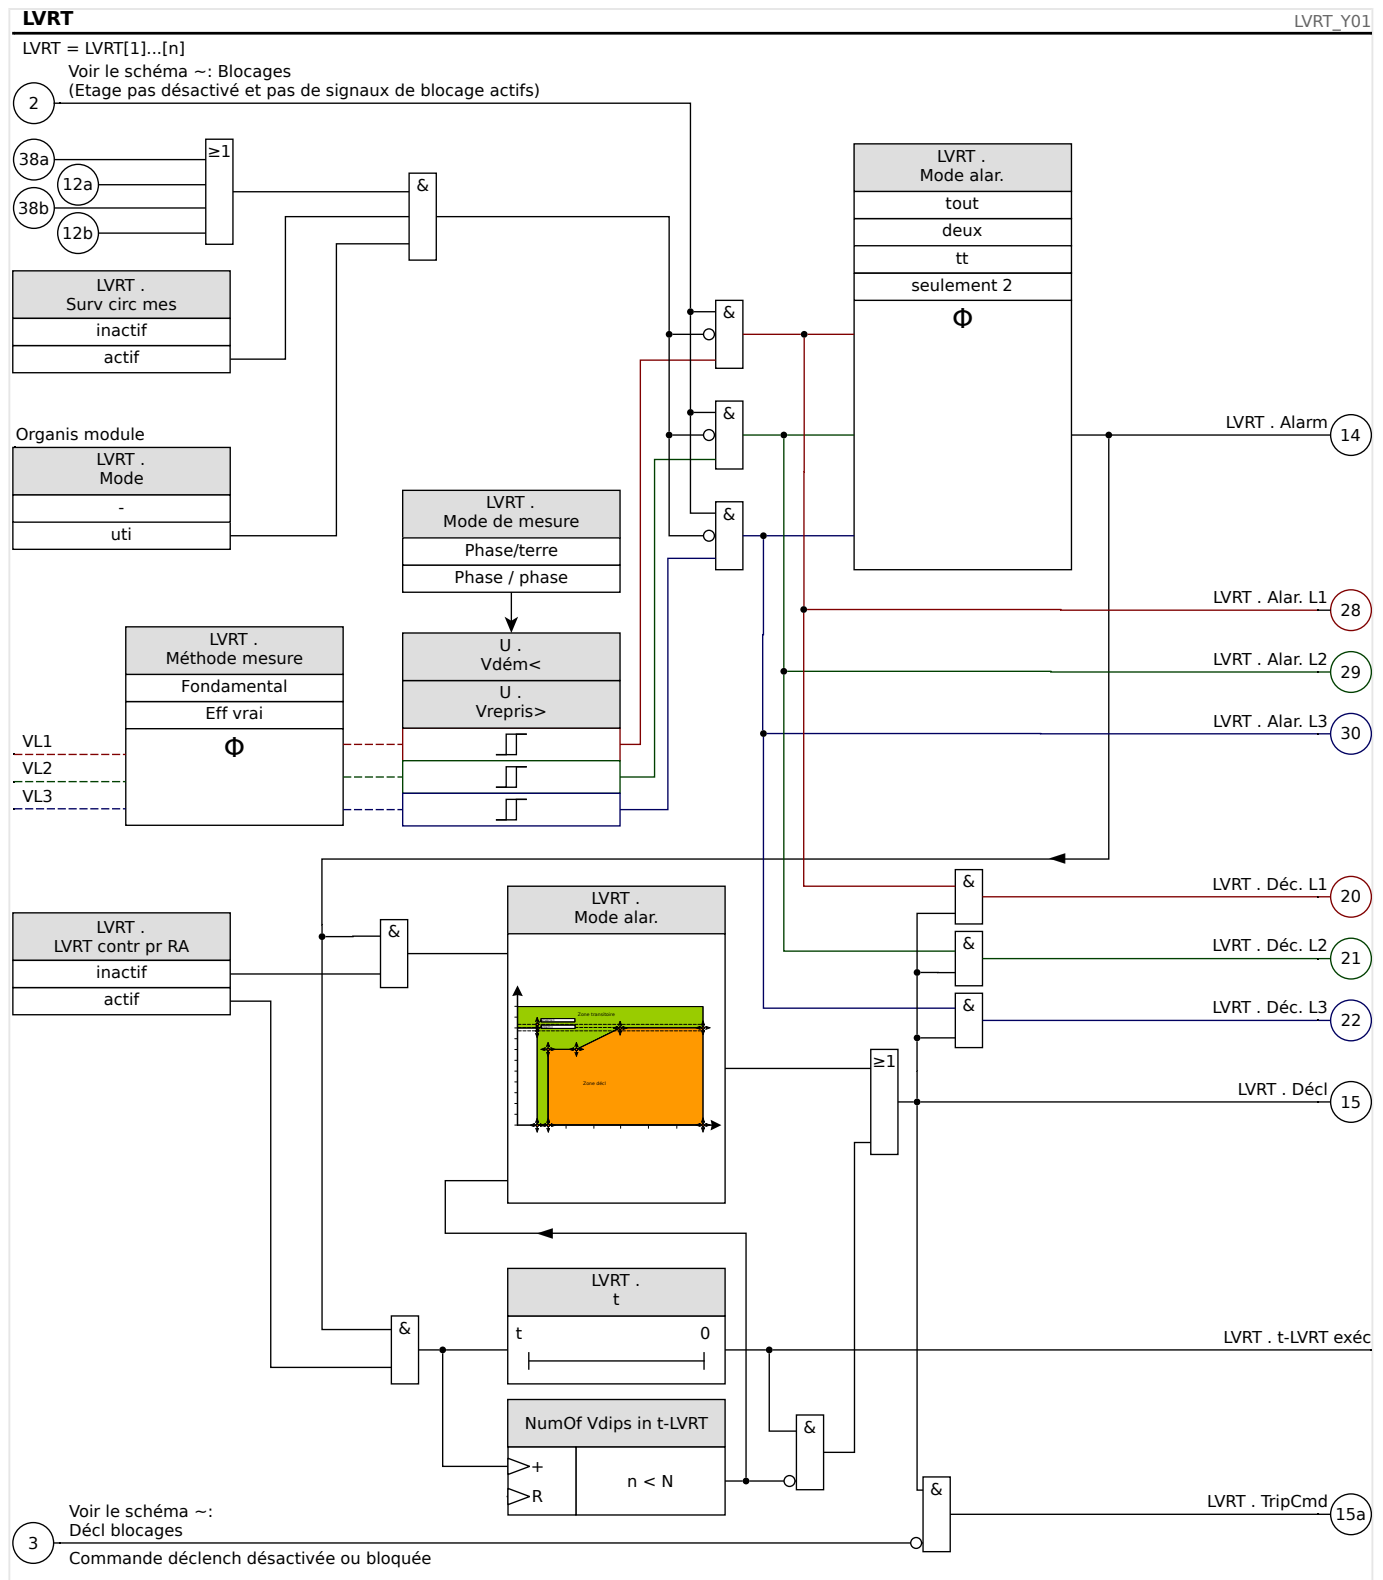 LVRT
LVRT_Y01
LVRT = LVRT[1]...[n]
Voir le schéma ~: Blocages
(Etage pas désactivé et pas de signaux de blocage actifs)
2
38a
12a
38b
12b
≥1
&
LVRT .
Surv circ mes
inactif
actif
Organis module
LVRT .
Mode
-
uti
LVRT .
Mode alar.
tout
deux
tt
seulement 2
Φ
&
&
&
LVRT . Alarm
14
LVRT .
Mode de mesure
Phase/terre
Phase / phase
LVRT .
Méthode mesure
Fondamental
Eff vrai
Φ
U .
Vdém<
U .
Vrepris>
VL1
VL2
VL3
LVRT . Alar. L1
28
LVRT . Alar. L2
29
LVRT . Alar. L3
30
LVRT .
LVRT contr pr RA
inactif
actif
&
LVRT .
Mode alar.
Zone transitoire
Zone décl
&
LVRT . Déc. L1
20
&
LVRT . Déc. L2
21
&
LVRT . Déc. L3
22
≥1
LVRT . Décl
15
&
LVRT .
t
t
0
LVRT . t-LVRT exéc
NumOf Vdips in t-LVRT
+
R
n < N
&
&
LVRT . TripCmd
15a
Voir le schéma ~:
Décl blocages
3
Commande déclench désactivée ou bloquée